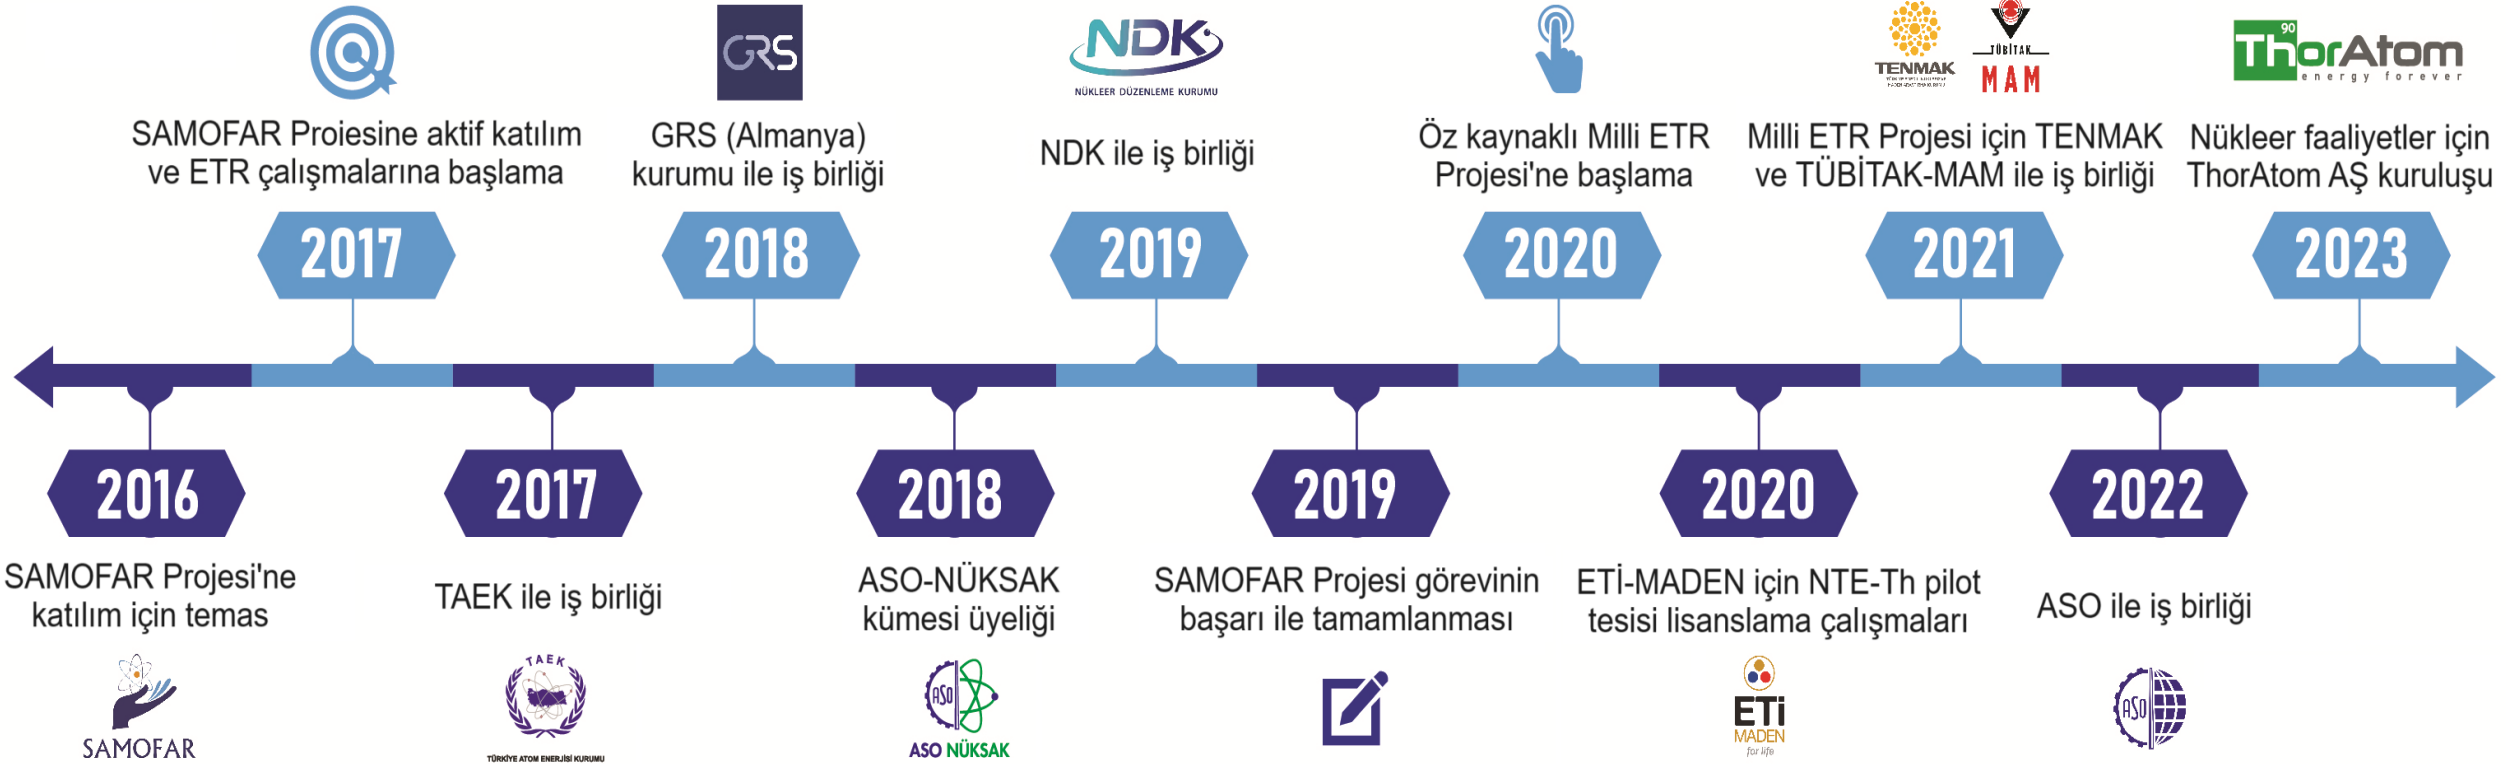 GRS
NDK
NÜKLEER DÜZENLEME KURUMU
TENMAK
TÜBİTAK
MAM
90
ThorAtom
energy forever
SAMOFAR Proiesine aktif katılım
ve ETR çalışmalarına başlama
GRS (Almanya)
kurumu ile iş birliği
NDK ile iş birliği
Öz kaynaklı Milli ETR
Projesi'ne başlama
Milli ETR Projesi için TENMAK
ve TÜBİTAK-MAM ile iş birliği
Nükleer faaliyetler için
ThorAtom AŞ kuruluşu
2017
2018
2019
2020
2021
2023
2016
2017
2018
2019
2020
2022
SAMOFAR Projesi'ne
katılım için temas
TAEK ile iş birliği
ASO-NÜKSAK
kümesi üyeliği
SAMOFAR Projesi görevinin
başarı ile tamamlanması
ETİ-MADEN için NTE-Th pilot
tesisi lisanslama çalışmaları
ASO ile iş birliği
SAMOFAR
TAEK
TÜRKİYE ATOM ENERJİSİ KURUMU
ASO
ASO NÜKSAK
ETi
MADEN
for life
ASO